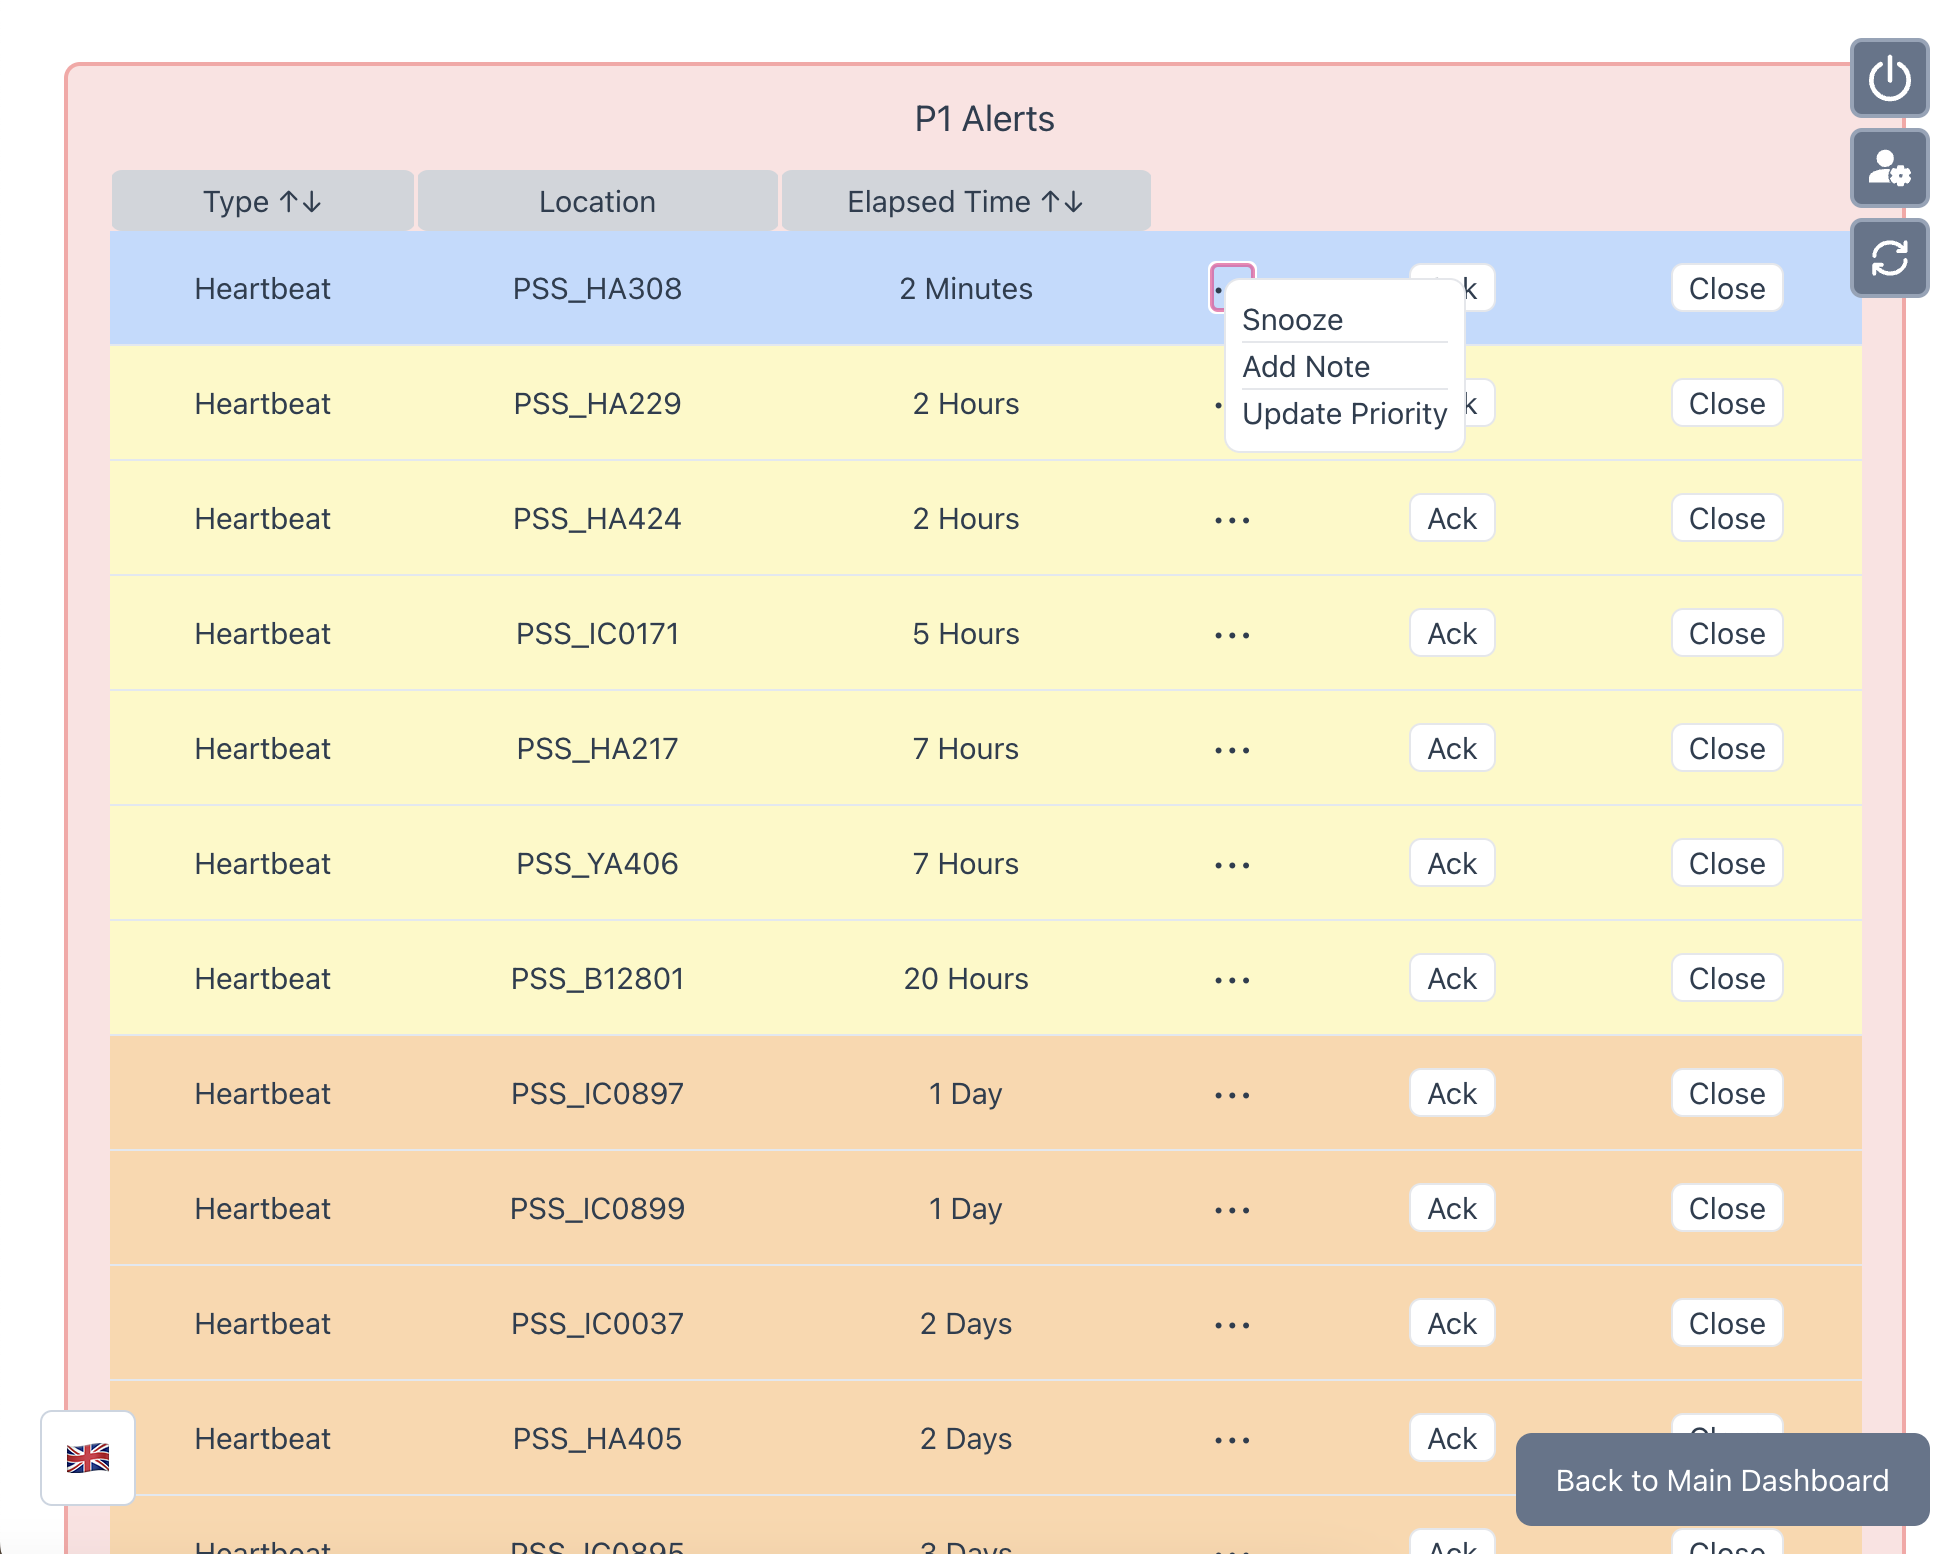 P1 Alerts
Type ↑↓ Location Elapsed Time ↑↓
Heartbeat PSS_HA308 2 Minutes Close
Snooze
Add Note
Update Priority
Heartbeat PSS_HA229 2 Hours Close
Heartbeat PSS_HA424 2 Hours ... Ack Close
Heartbeat PSS_IC0171 5 Hours ... Ack Close
Heartbeat PSS_HA217 7 Hours ... Ack Close
Heartbeat PSS_YA406 7 Hours ... Ack Close
Heartbeat PSS_B12801 20 Hours ... Ack Close
Heartbeat PSS_IC0897 1 Day ... Ack Close
Heartbeat PSS_IC0899 1 Day ... Ack Close
Heartbeat PSS_IC0037 2 Days ... Ack Close
Heartbeat PSS_HA405 2 Days ... Ack
Back to Main Dashboard
Heartbeat PSS_IC0895 3 Days ... Ack Close